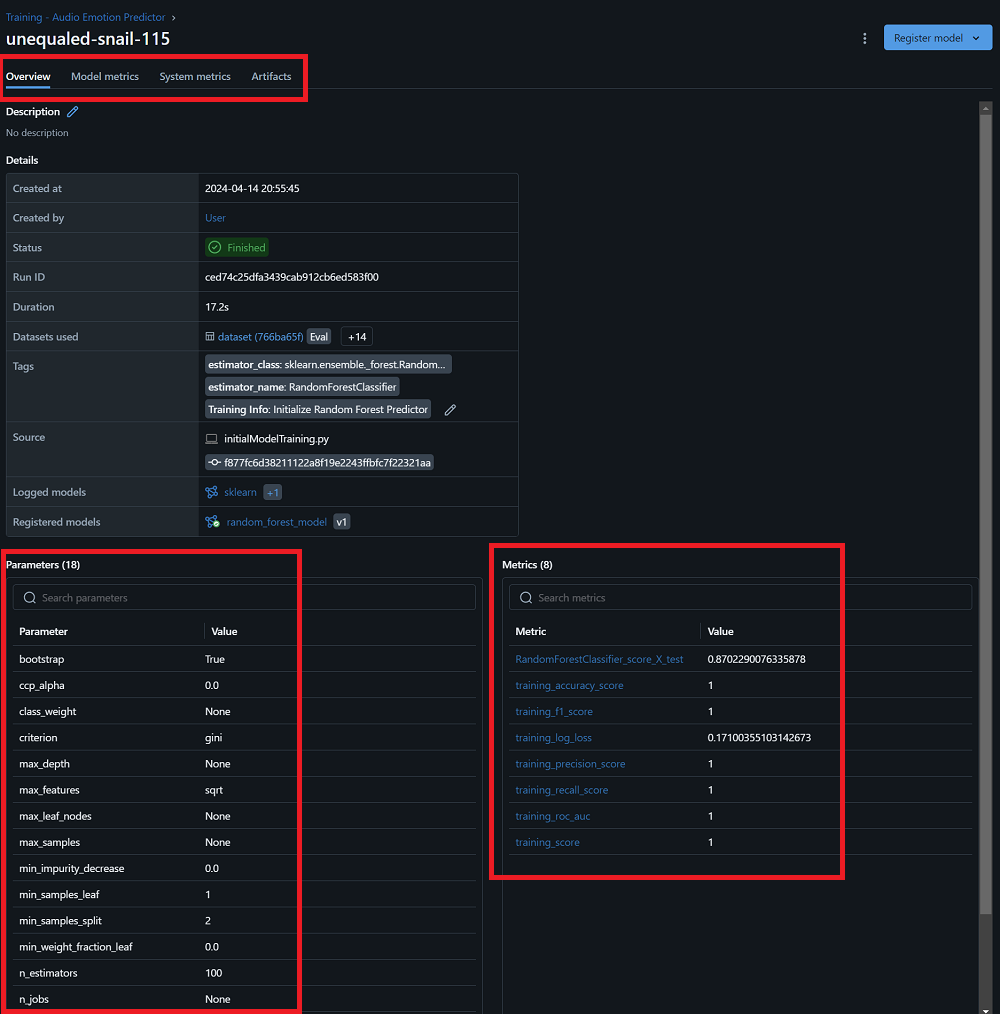 Training - Audio Emotion Predictor >
unequaled-snail-115
Register model
Overview Model metrics System metrics Artifacts
Description
No description
Details
Created at 2024-04-14 20:55:45
Created by User
Status Finished
Run ID ced74c25dfa3439cab912cb6ed583f00
Duration 17.2s
Datasets used dataset (766ba65f) Eval +14
Tags estimator_class: sklearn.ensemble._forest.Random...
estimator_name: RandomForestClassifier
Training Info: Initialize Random Forest Predictor
Source initialModelTraining.py
f877fc6d38211122a8f19e2243ffbfc7f22321aa
Logged models sklearn +1
Registered models random_forest_model v1
Parameters (18)
Search parameters
Parameter Value
bootstrap True
ccp_alpha 0.0
class_weight None
criterion gini
max_depth None
max_features sqrt
max_leaf_nodes None
max_samples None
min_impurity_decrease 0.0
min_samples_leaf 1
min_samples_split 2
min_weight_fraction_leaf 0.0
n_estimators 100
n_jobs None
Metrics (8)
Search metrics
Metric Value
RandomForestClassifier_score_X_test 0.8702290076335878
training_accuracy_score 1
training_f1_score 1
training_log_loss 0.17100355103142673
training_precision_score 1
training_recall_score 1
training_roc_auc 1
training_score 1